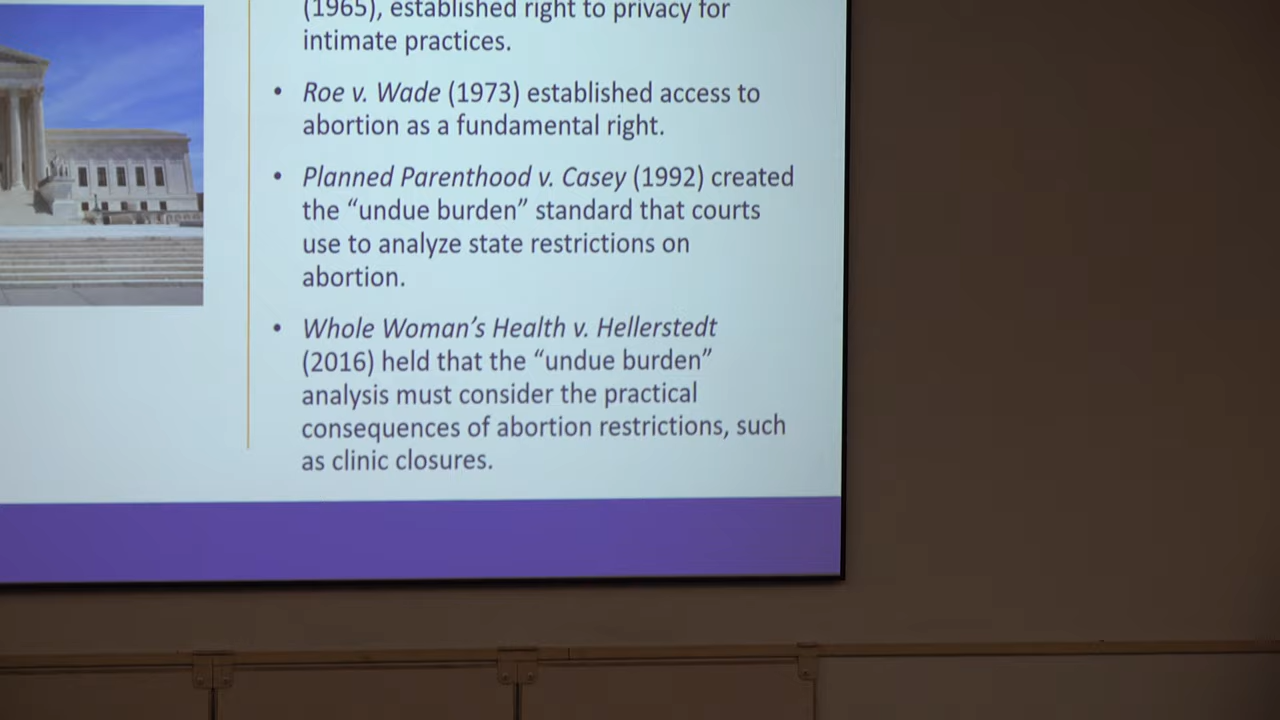 (1965), established right to privacy for
intimate practices.
• Roe v. Wade (1973) established access to
abortion as a fundamental right.
• Planned Parenthood v. Casey (1992) created
the “undue burden” standard that courts
use to analyze state restrictions on
abortion.
• Whole Woman’s Health v. Hellerstedt
(2016) held that the “undue burden”
analysis must consider the practical
consequences of abortion restrictions, such
as clinic closures.